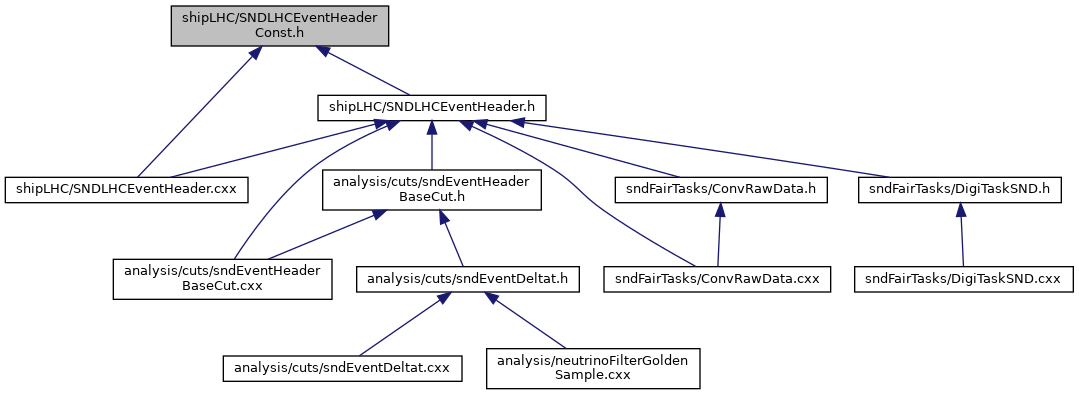 shipLHC/SNDLHCEventHeader
Const.h
shipLHC/SNDLHCEventHeader.h
shipLHC/SNDLHCEventHeader.cxx
analysis/cuts/sndEventHeader
BaseCut.h
sndFairTasks/ConvRawData.h
sndFairTasks/DigiTaskSND.h
analysis/cuts/sndEventHeader
BaseCut.cxx
analysis/cuts/sndEventDeltat.h
sndFairTasks/ConvRawData.cxx
sndFairTasks/DigiTaskSND.cxx
analysis/cuts/sndEventDeltat.cxx
analysis/neutrinoFilterGolden
Sample.cxx